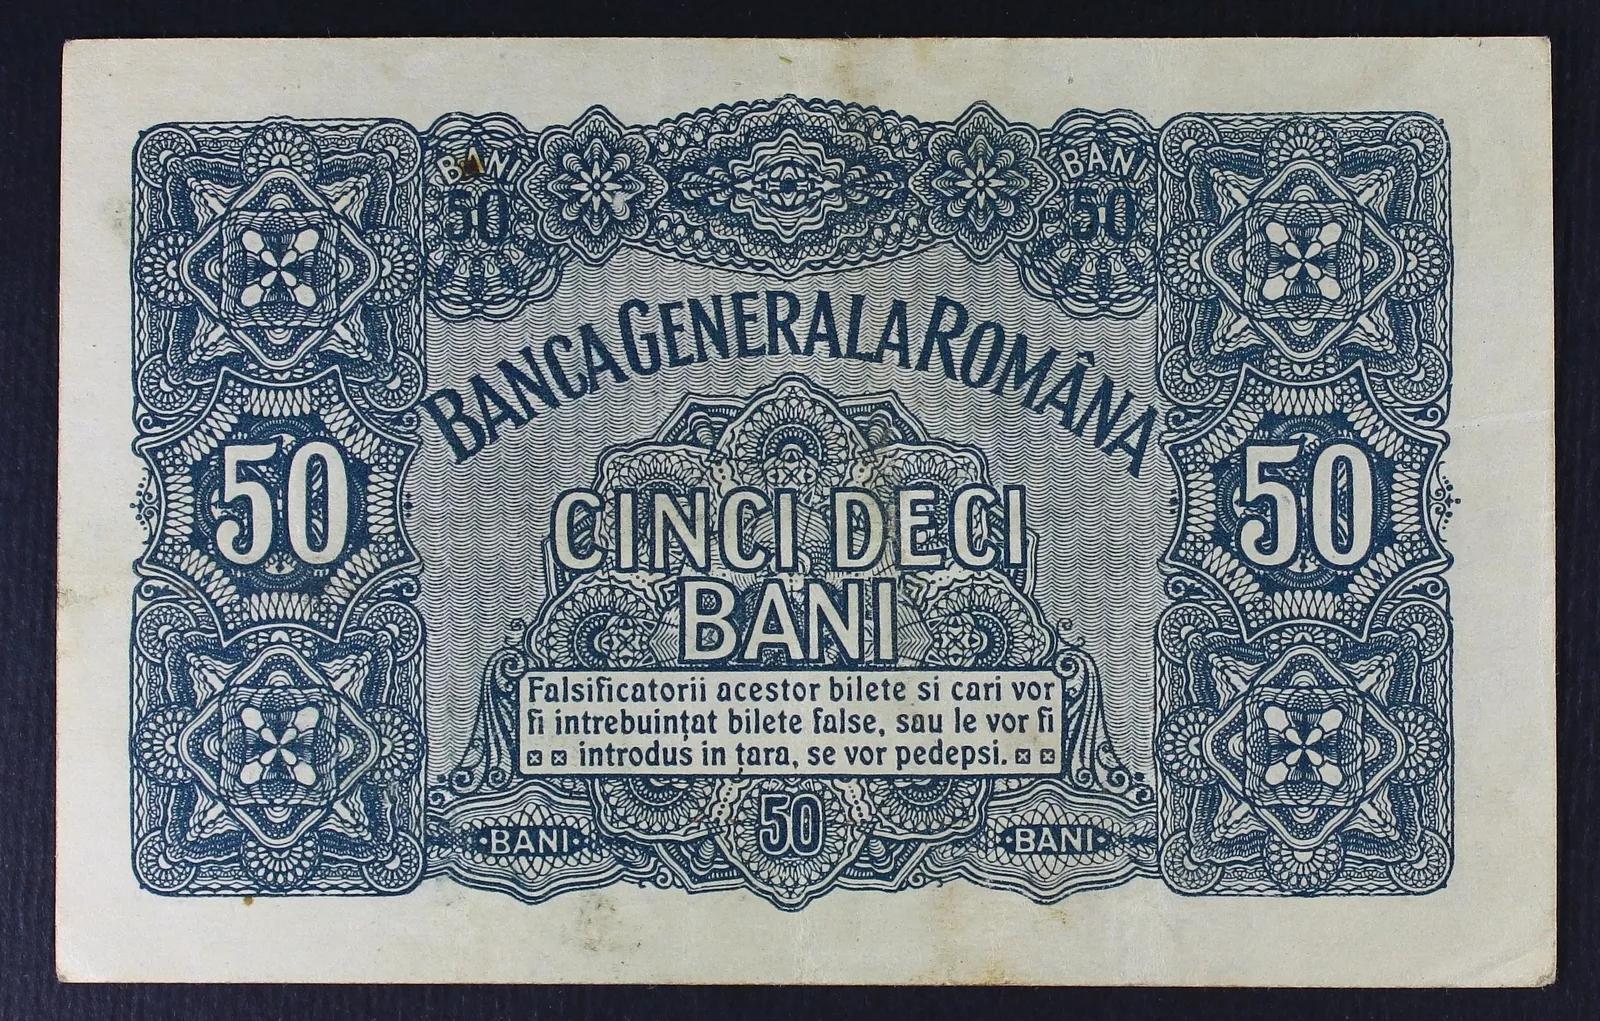 BANI
50
BANI
50
BANCA GENERALA ROMÂNA
50
50
CINCI DECI
BANI
Falsificatorii acestor bilete si cari vor
fi intrebuințat bilete false, sau le vor fi
introdus in țara, se vor pedepsi.
50
·BANI·
·BANI·